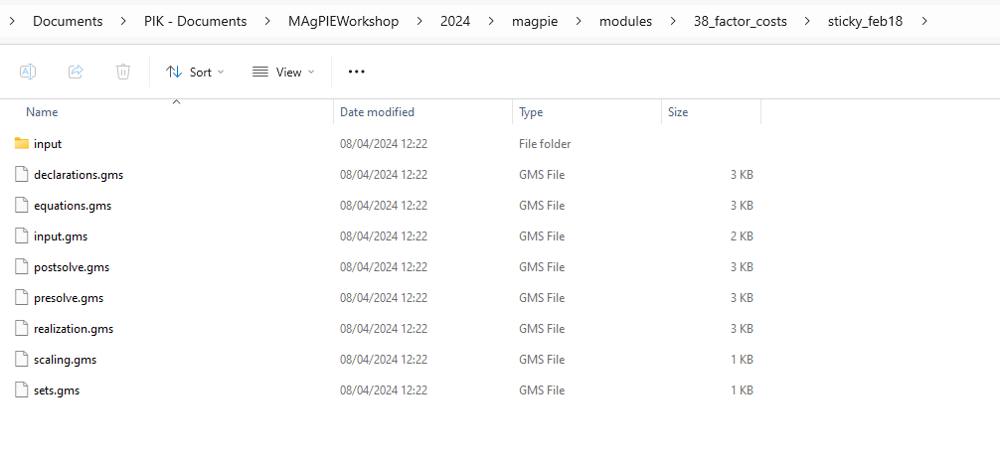 Documents > PIK - Documents > MAgPIEWorkshop > 2024 > magpie > modules > 38_factor_costs > sticky_feb18 >
Sort View •••
Name Date modified Type Size
input 08/04/2024 12:22 File folder
declarations.gms 08/04/2024 12:22 GMS File 3 KB
equations.gms 08/04/2024 12:22 GMS File 3 KB
input.gms 08/04/2024 12:22 GMS File 2 KB
postsolve.gms 08/04/2024 12:22 GMS File 3 KB
presolve.gms 08/04/2024 12:22 GMS File 3 KB
realization.gms 08/04/2024 12:22 GMS File 3 KB
scaling.gms 08/04/2024 12:22 GMS File 1 KB
sets.gms 08/04/2024 12:22 GMS File 1 KB